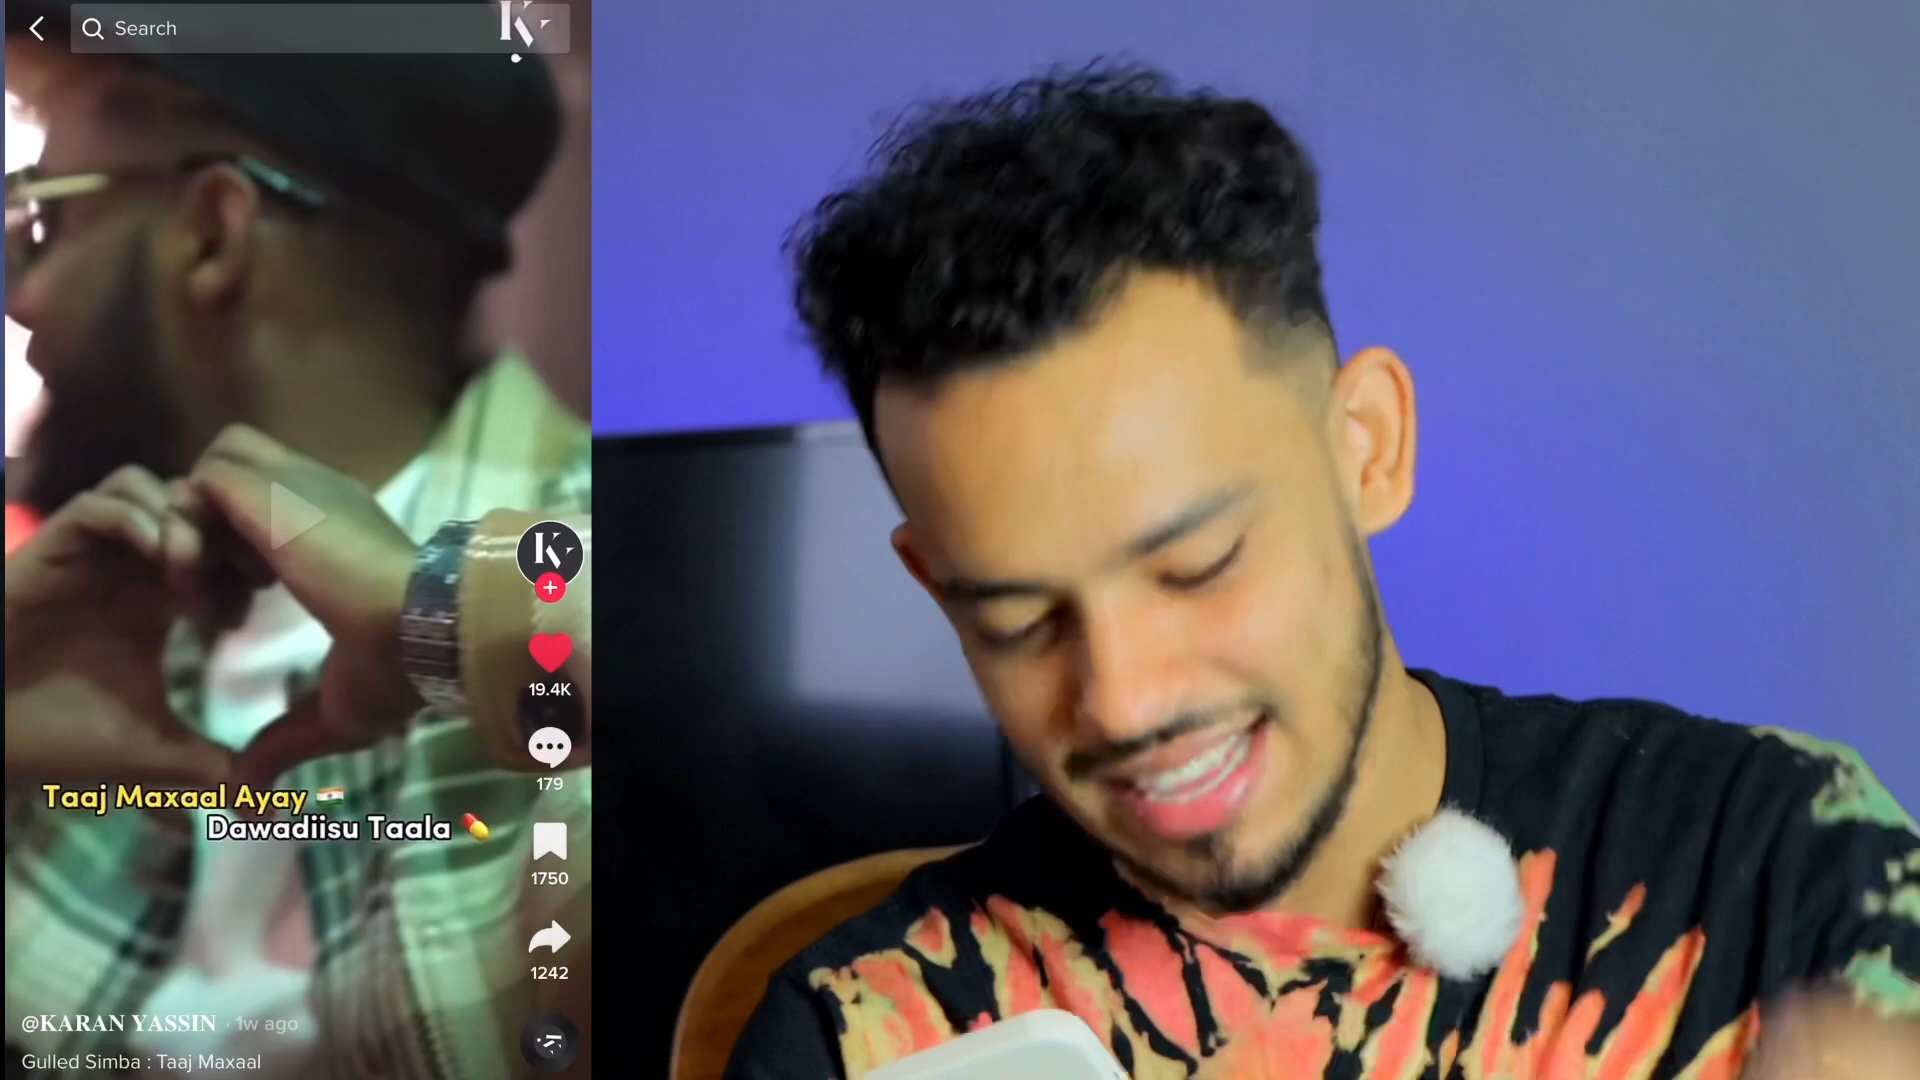 Search
K
K
19.4K
179
Taaj Maxaal Ayay 🇮🇳
Dawadiisu Taala 💊
1750
1242
@KARAN YASSIN · 1w ago
Gulled Simba : Taaj Maxaal